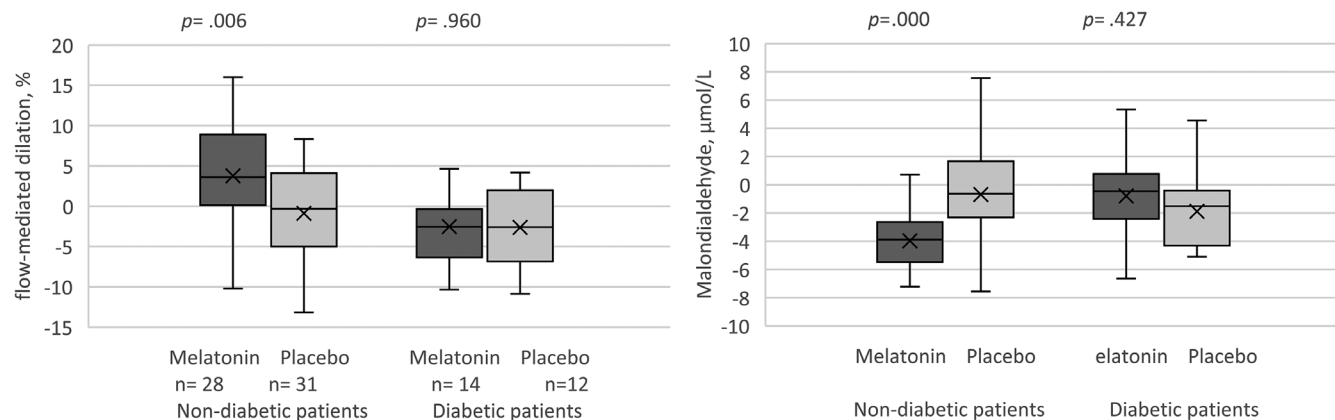 p= .006
p= .960
flow-mediated dilation, %
20
15
10
5
0
-5
-10
-15
Melatonin
Placebo
Melatonin
Placebo
n= 28
n= 31
n= 14
n=12
Non-diabetic patients
Diabetic patients
p=.000
p= .427
Malondialdehyde, μmol/L
10
8
6
4
2
0
-2
-4
-6
-8
-10
Melatonin
Placebo
elatonin
Placebo
Non-diabetic patients
Diabetic patients